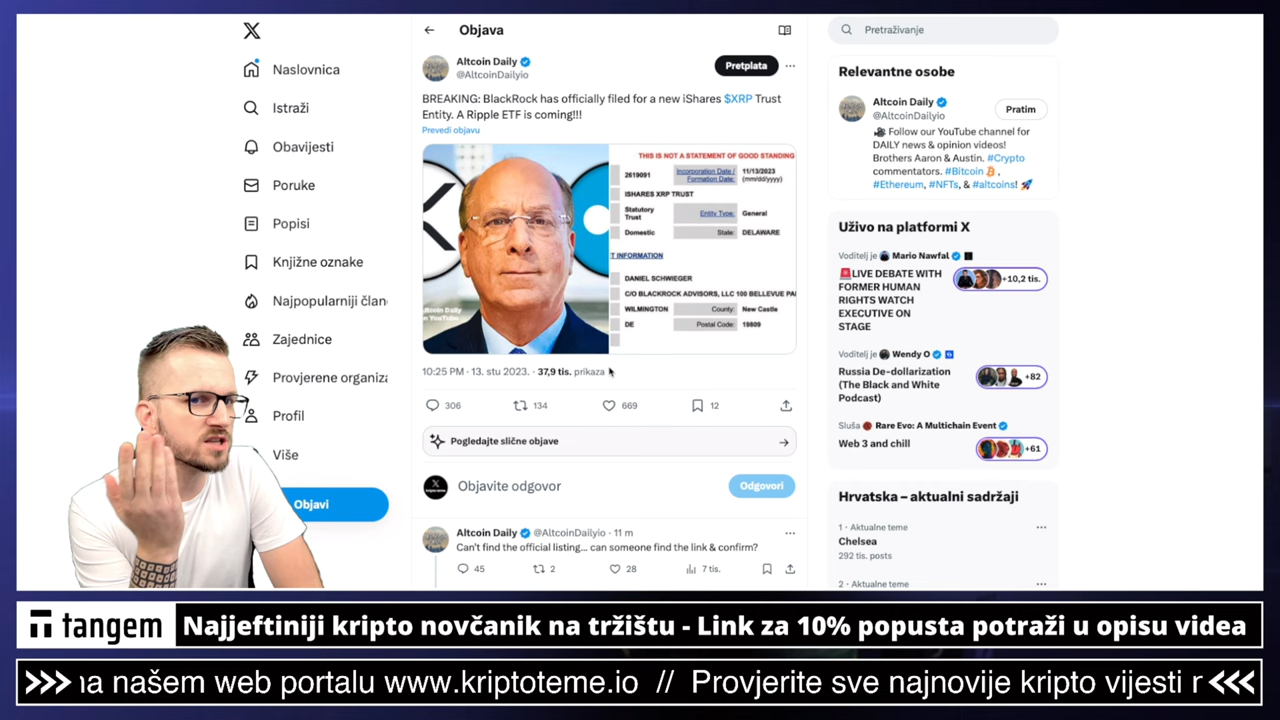 Naslovnica
Istraži
Obavijesti
Poruke
Popisi
Knjižne oznake
Najpopularniji član
Zajednice
Provjerene organiza
Profil
Više
Objavi
Objava
Altcoin Daily
@AltcoinDailyio
Pretplata
BREAKING: BlackRock has officially filed for a new iShares $XRP Trust
Entity. A Ripple ETF is coming!!!
Prevedi objavu
Altcoin Daily
on YouTube
THIS IS NOT A STATEMENT OF GOOD STANDING
2619091 Incorporation Date / Formation Date: 11/13/2023 (mm/dd/yyyy)
ISHARES XRP TRUST
Statutory Trust Entity Type: General
Domestic State: DELAWARE
T INFORMATION
DANIEL SCHWIEGER
C/O BLACKROCK ADVISORS, LLC 100 BELLEVUE PA
WILMINGTON County: New Castle
DE Postal Code: 19809
10:25 PM · 13. stu 2023. · 37,9 tis. prikaza
306 134 669 12
Pogledajte slične objave
Objavite odgovor
Odgovori
Altcoin Daily @AltcoinDailyio · 11 m
Can't find the official listing... can someone find the link & confirm?
45 2 28 7 tis.
Pretraživanje
Relevantne osobe
Altcoin Daily
@AltcoinDailyio
Pratim
🎥 Follow our YouTube channel for
DAILY news & opinion videos!
Brothers Aaron & Austin. #Crypto
commentators. #Bitcoin ,
#Ethereum, #NFTs, & #altcoins! 🚀
Uživo na platformi X
Voditelj je Mario Nawfal
🚨LIVE DEBATE WITH
FORMER HUMAN
RIGHTS WATCH
EXECUTIVE ON
STAGE
+10,2 tis.
Voditelj je Wendy O
Russia De-dollarization
(The Black and White
Podcast)
+82
Sluša Rare Evo: A Multichain Event
Web 3 and chill
+61
Hrvatska – aktualni sadržaji
1 · Aktualne teme
Chelsea
292 tis. posts
2 · Aktualne teme
tangem Najjeftiniji kripto novčanik na tržištu - Link za 10% popusta potraži u opisu videa
na našem web portalu www.kriptoteme.io // Provjerite sve najnovije kripto vijesti